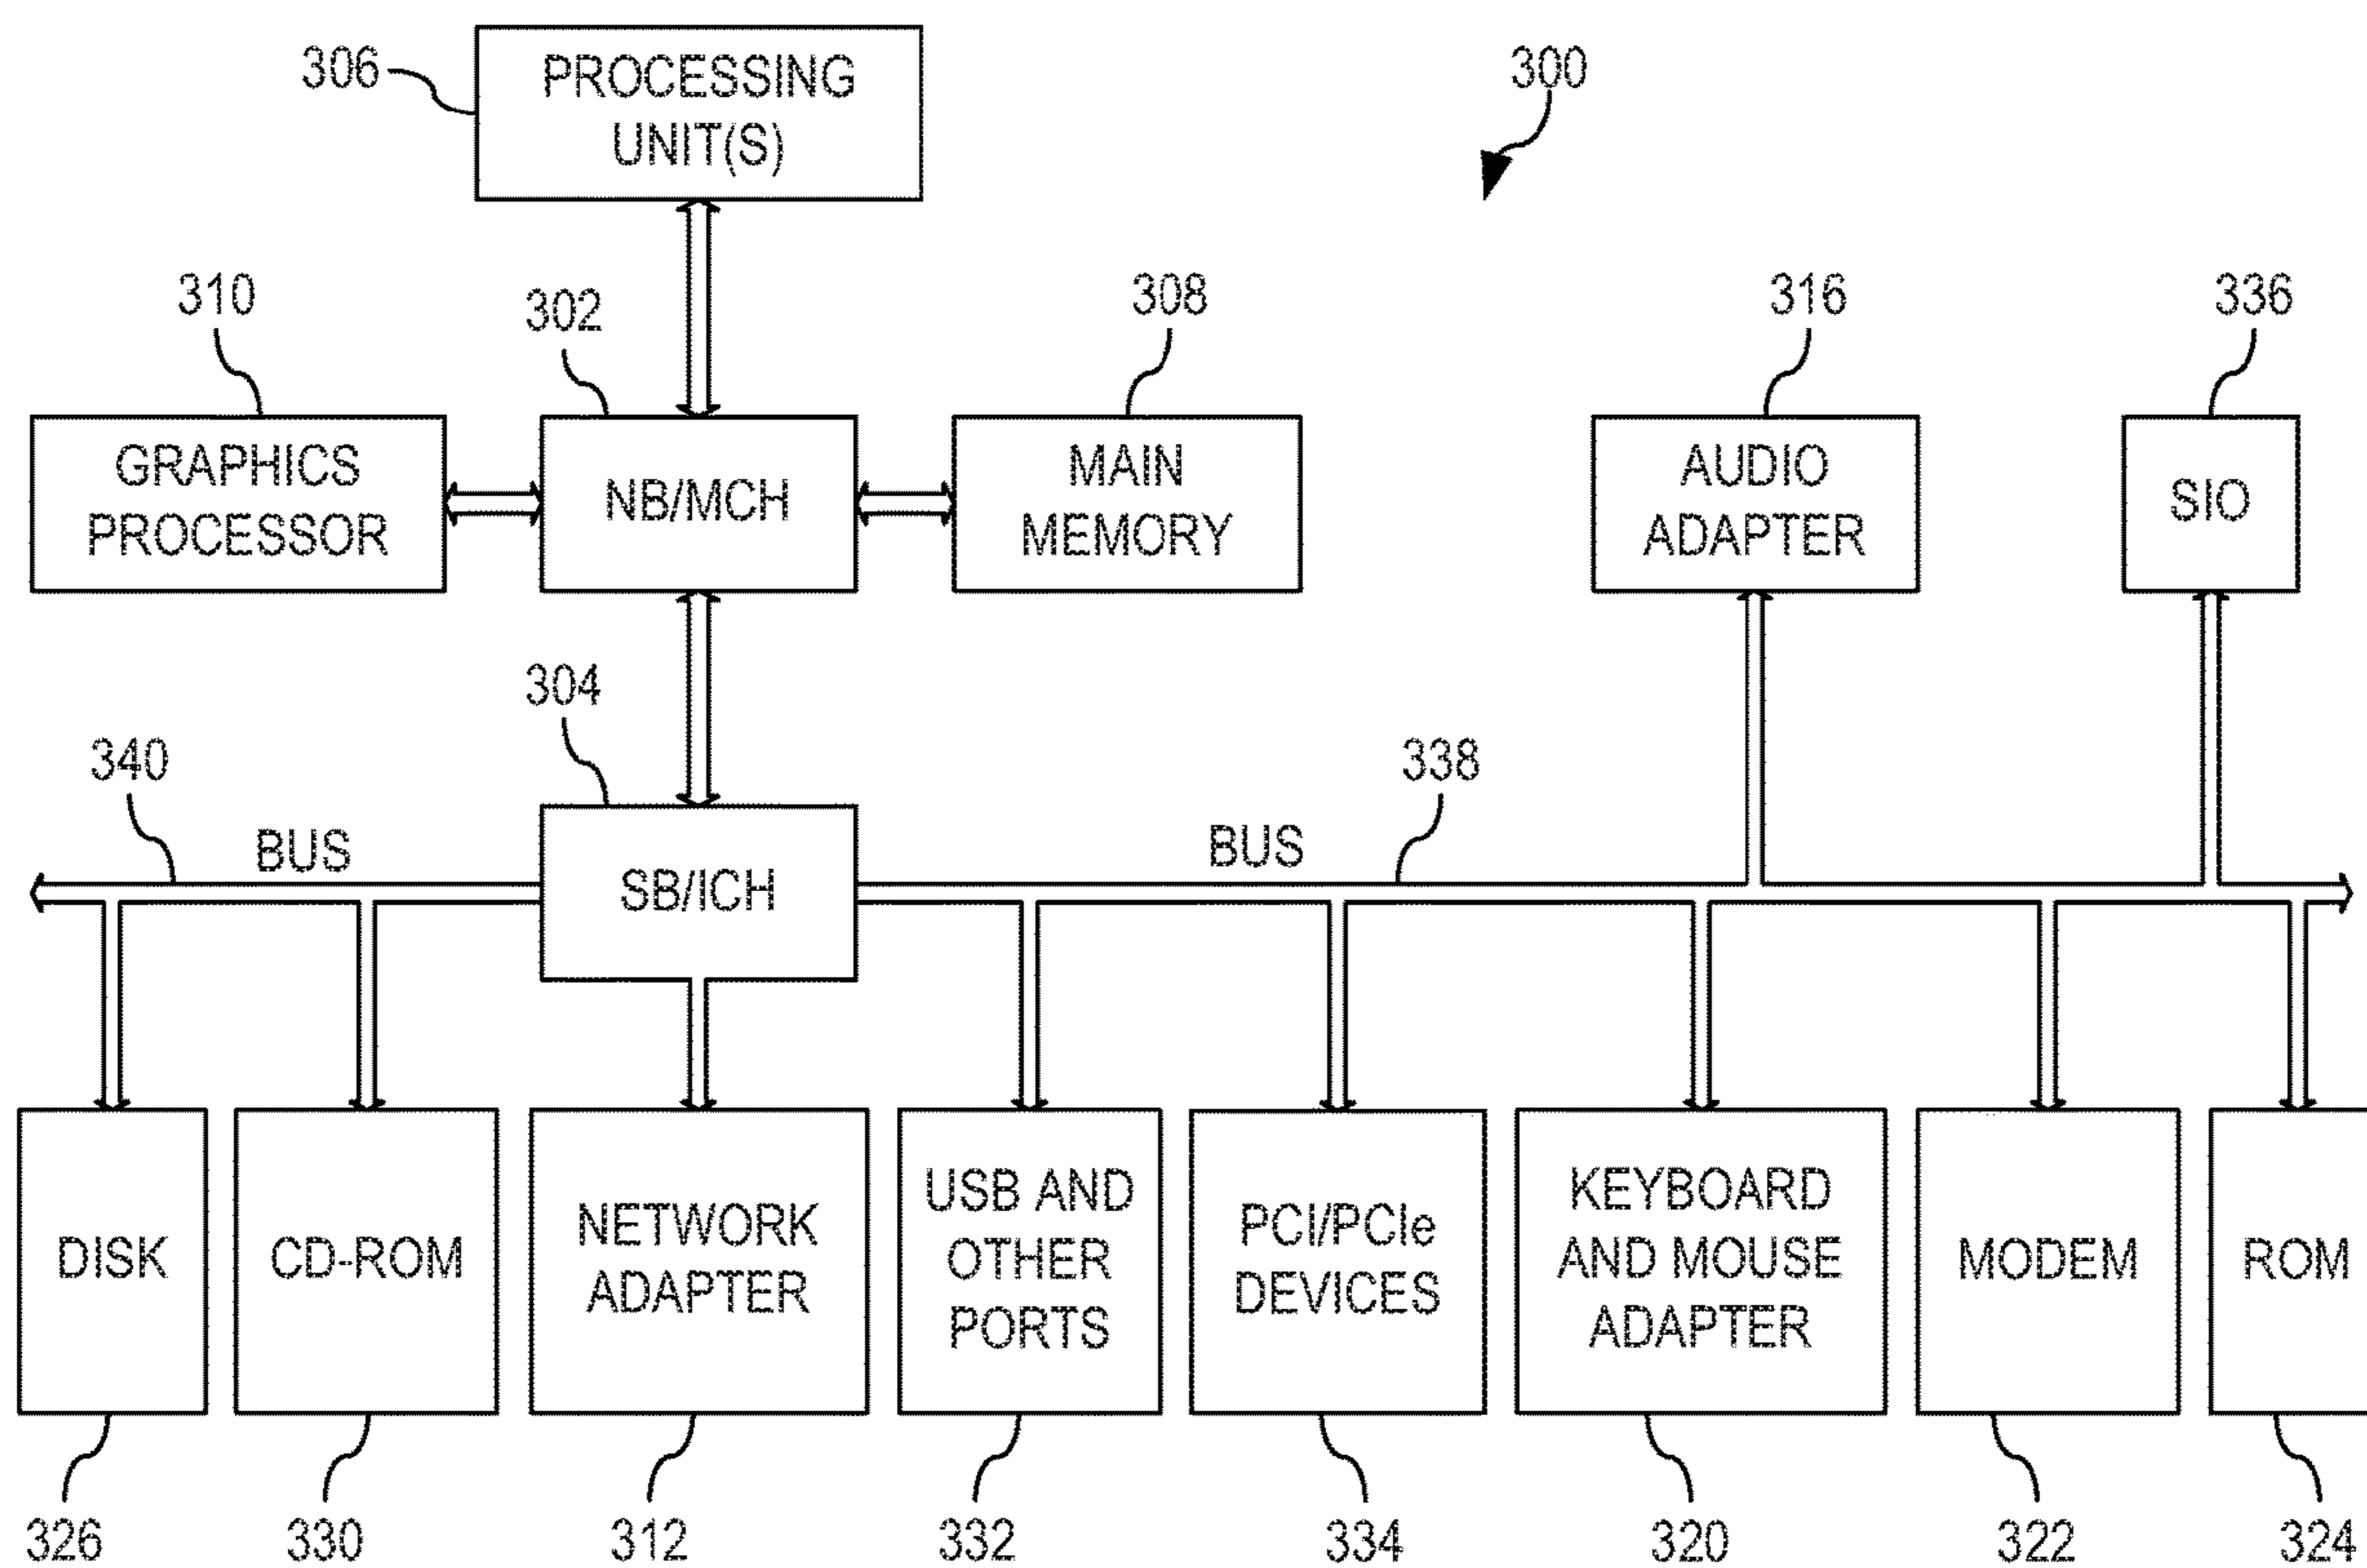 306
PROCESSING
UNIT(S)
300
310
302
308
316
336
GRAPHICS
PROCESSOR
NB/MCH
MAIN
MEMORY
AUDIO
ADAPTER
SIO
304
340
338
BUS
BUS
SB/ICH
DISK
CD-ROM
NETWORK
ADAPTER
USB AND
OTHER
PORTS
PCI/PCIe
DEVICES
KEYBOARD
AND MOUSE
ADAPTER
MODEM
ROM
326
330
312
332
334
320
322
324